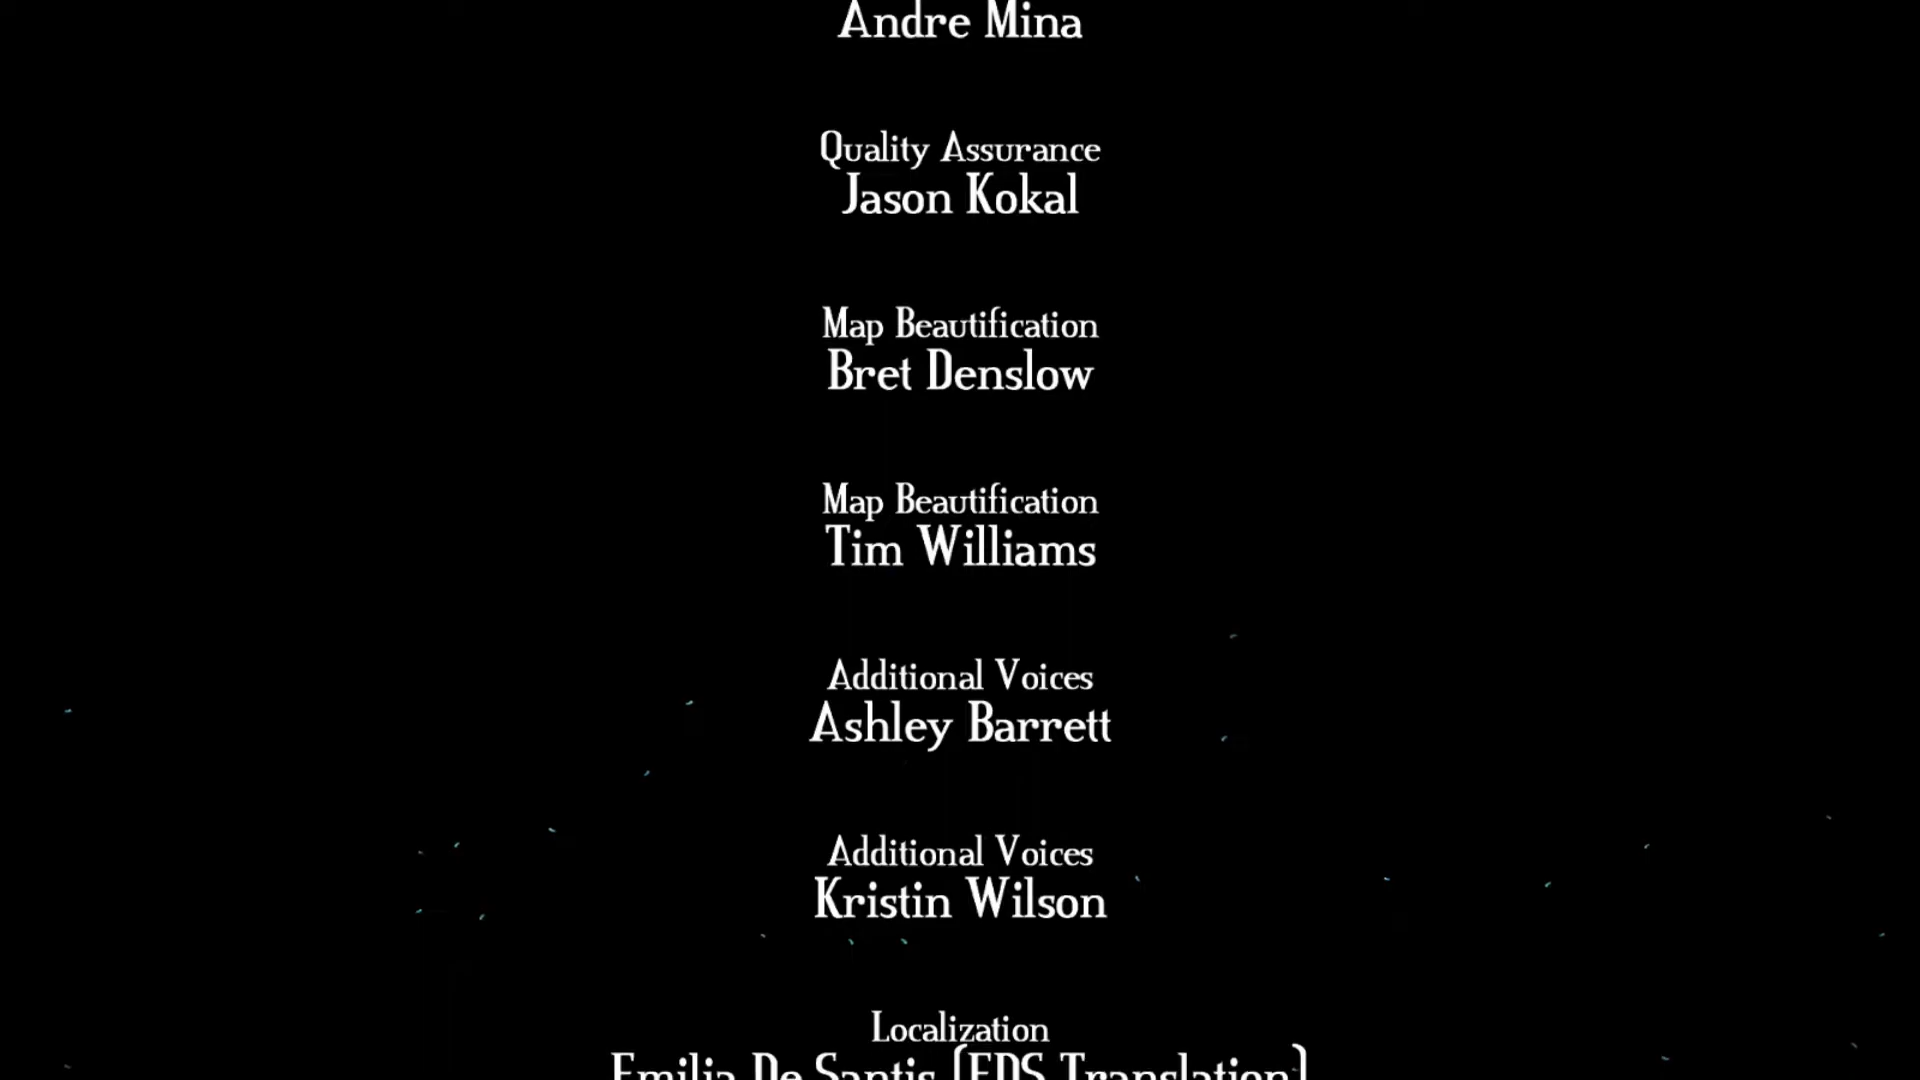 Andre Mina
Quality Assurance
Jason Kokal
Map Beautification
Bret Denslow
Map Beautification
Tim Williams
Additional Voices
Ashley Barrett
Additional Voices
Kristin Wilson
Localization
Emilia De Santis (EDS Translation)